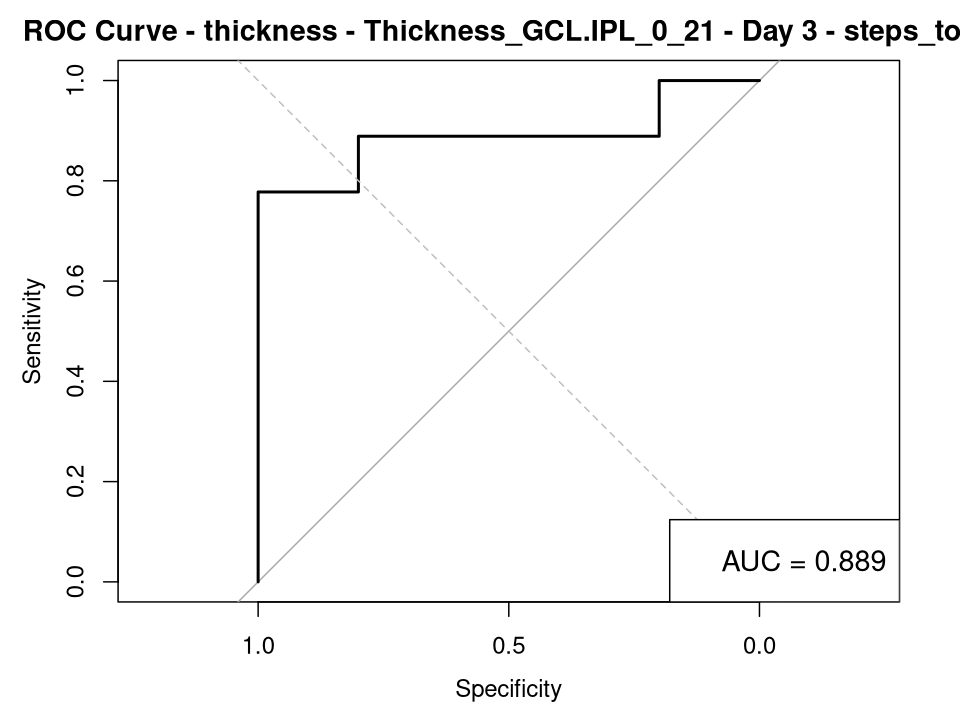 ROC Curve - thickness - Thickness_GCL.IPL_0_21 - Day 3 - steps_to
1.0
0.8
0.6
0.4
0.2
0.0
Sensitivity
AUC = 0.889
1.0 0.5 0.0
Specificity